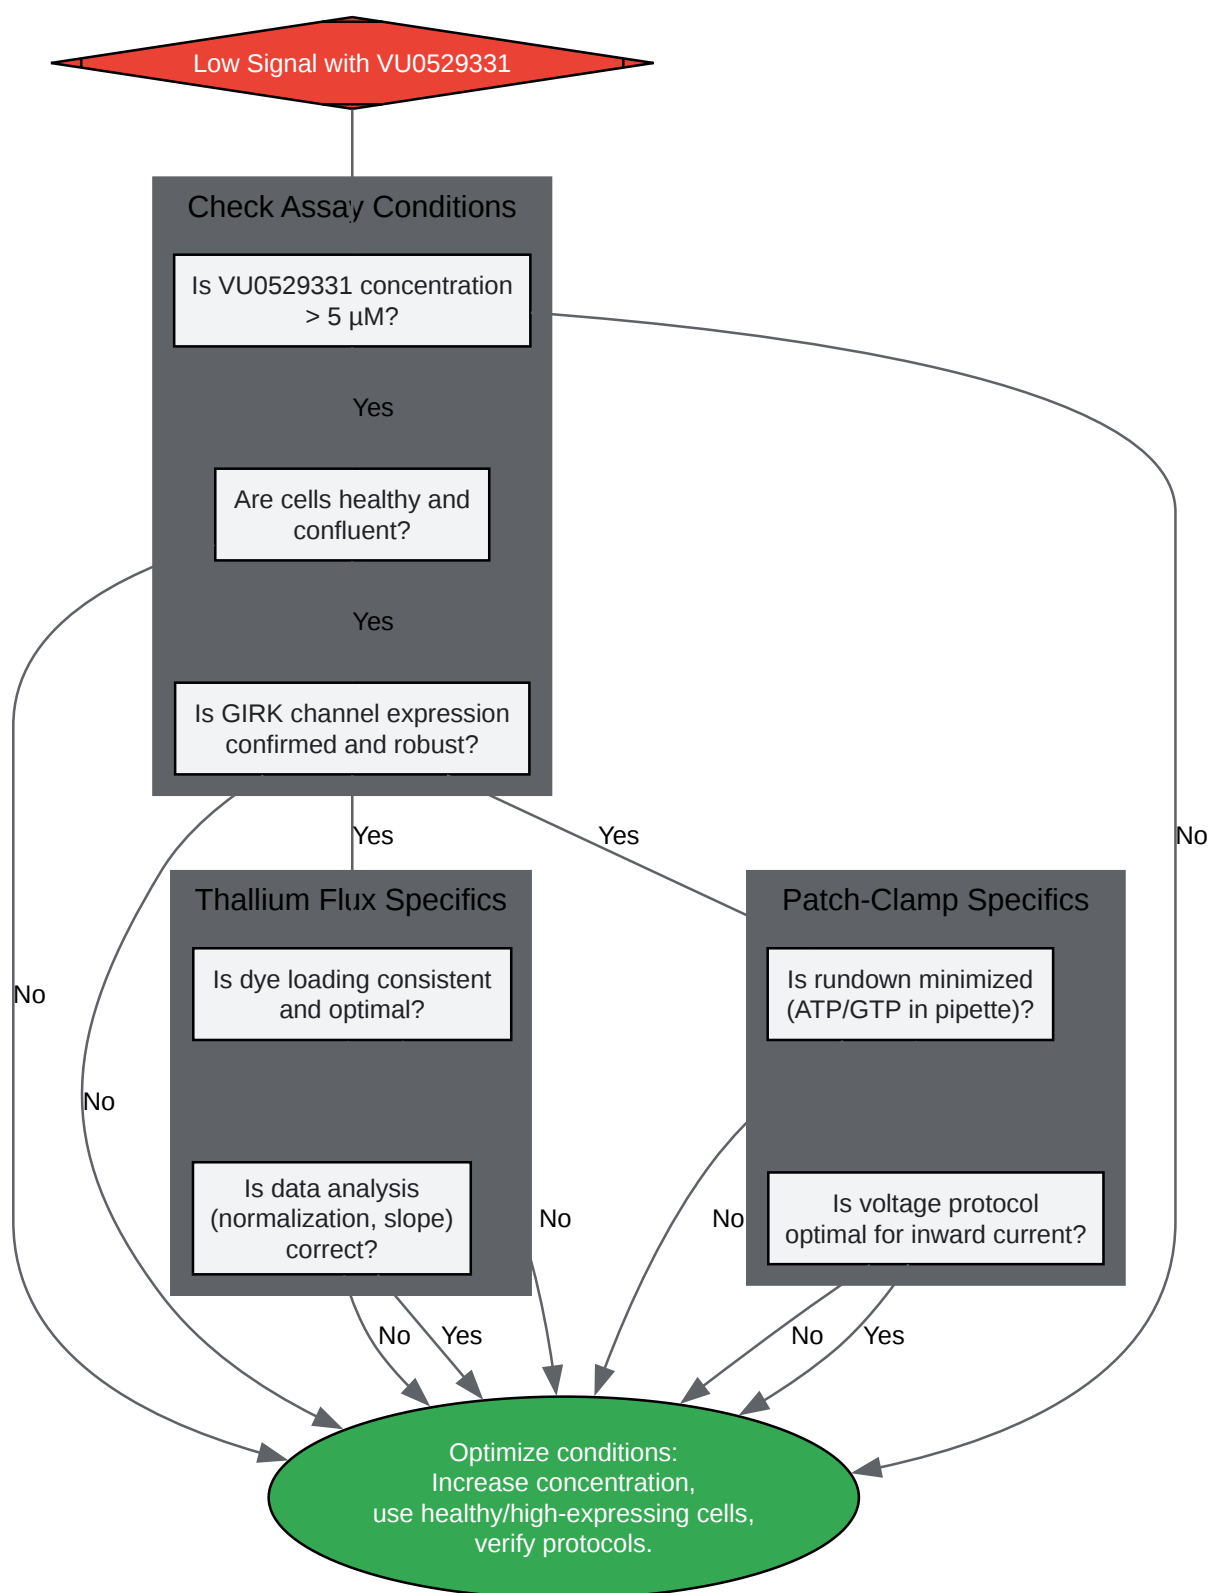 Low Signal with VU0529331
Check Assay Conditions
Is VU0529331 concentration
> 5 µM?
Yes
Are cells healthy and
confluent?
Yes
Is GIRK channel expression
confirmed and robust?
Yes
Yes
No
Thallium Flux Specifics
Patch-Clamp Specifics
Is dye loading consistent
and optimal?
Is rundown minimized
(ATP/GTP in pipette)?
No
No
Is data analysis
(normalization, slope)
correct?
No
No
Is voltage protocol
optimal for inward current?
No
Yes
No
Yes
Optimize conditions:
Increase concentration,
use healthy/high-expressing cells,
verify protocols.